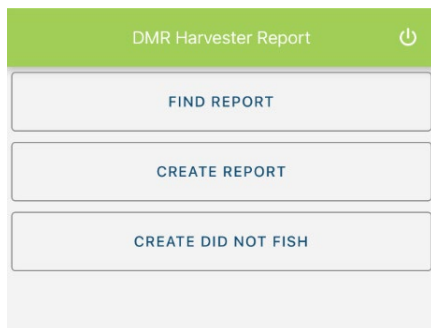 DMR Harvester Report
FIND REPORT
CREATE REPORT
CREATE DID NOT FISH